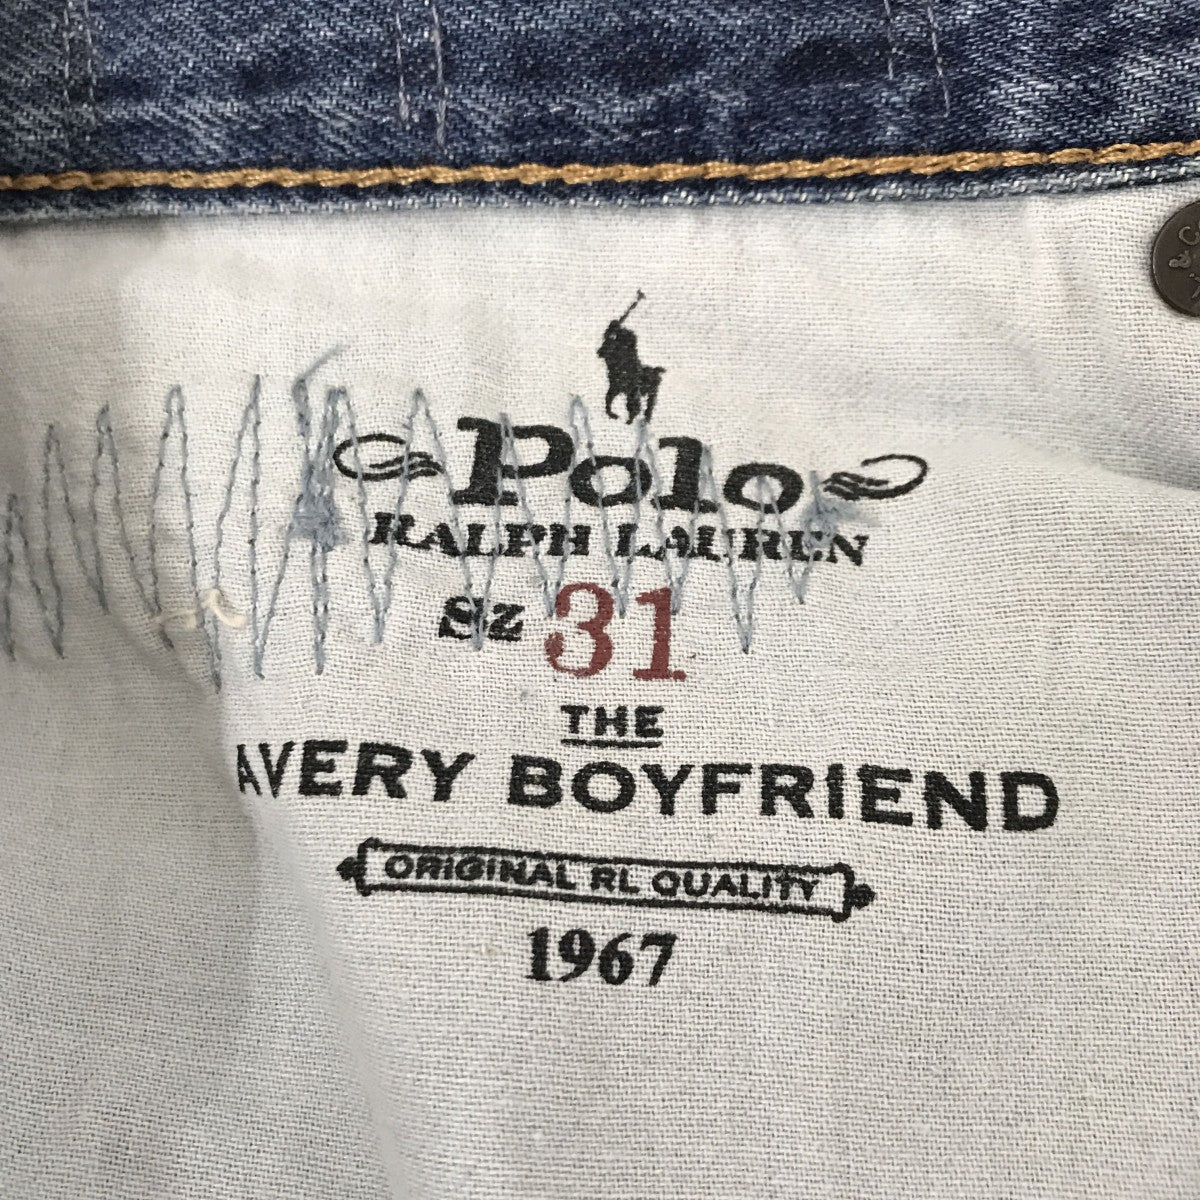 Polo
RALPH LAUREN
Sz 31
THE
AVERY BOYFRIEND
ORIGINAL RL QUALITY
1967